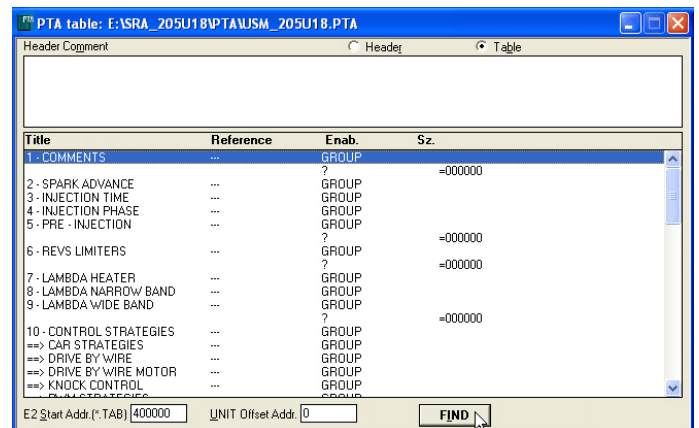 PTA table: E:\SRA_205U18\PTA\USM_205U18.PTA
Header Comment Header Table
Title Reference Enab. Sz.
1 - COMMENTS --- GROUP
? =000000
2 - SPARK ADVANCE --- GROUP
3 - INJECTION TIME --- GROUP
4 - INJECTION PHASE --- GROUP
5 - PRE - INJECTION --- GROUP
? =000000
6 - REVS LIMITERS --- GROUP
? =000000
7 - LAMBDA HEATER --- GROUP
8 - LAMBDA NARROW BAND --- GROUP
9 - LAMBDA WIDE BAND --- GROUP
? =000000
10 - CONTROL STRATEGIES --- GROUP
==> CAR STRATEGIES --- GROUP
==> DRIVE BY WIRE --- GROUP
==> DRIVE BY WIRE MOTOR --- GROUP
==> KNOCK CONTROL --- GROUP
==> PWM STRATEGIES --- GROUP
E2 Start Addr.(*.TAB) 400000 UNIT Offset Addr. 0 FIND